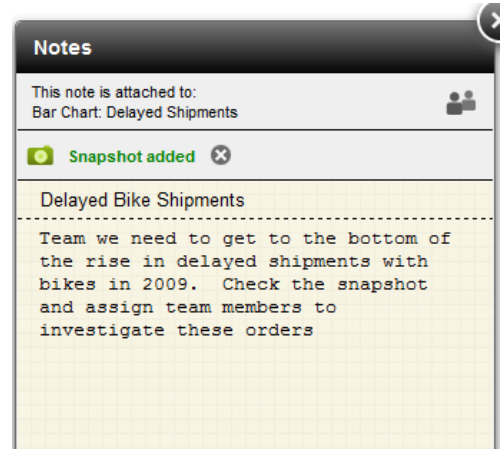 Notes
This note is attached to:
Bar Chart: Delayed Shipments
Snapshot added
Delayed Bike Shipments
Team we need to get to the bottom of
the rise in delayed shipments with
bikes in 2009.  Check the snapshot
and assign team members to
investigate these orders